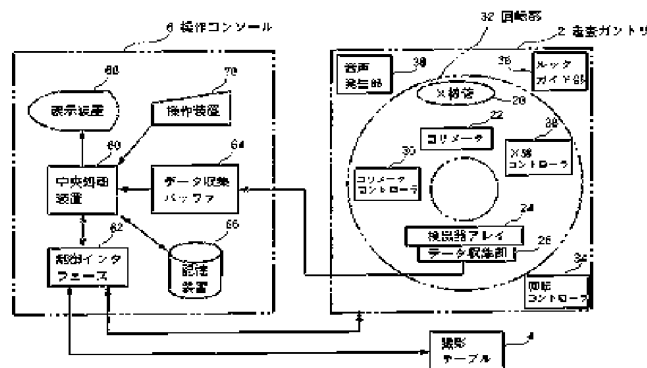 6 操作コンソール
68
表示装置
70
操作装置
60
中央処理
装置
64
データ収集
バッファ
62
制御インタ
フェース
66
記憶
装置
32 回転部
2 走査ガントリ
音声
発生部
38
36
ルック
ガイド部
X線管
20
22
コリメータ
30
コリメータ
コントローラ
X線
コントローラ
24
検出器アレイ
データ収集部
26
34
回転
コントローラ
撮影
テーブル
4